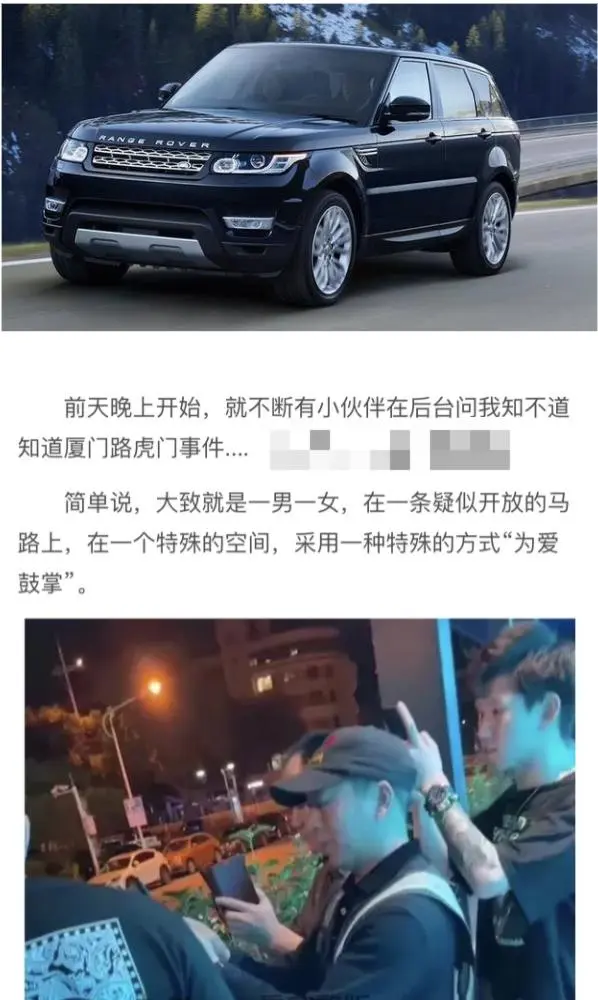 RANGE ROVER
前天晚上开始，就不断有小伙伴在后台问我知不道
知道厦门路虎门事件....
简单说，大致就是一男一女，在一条疑似开放的马
路上，在一个特殊的空间，采用一种特殊的方式“为爱
鼓掌”。